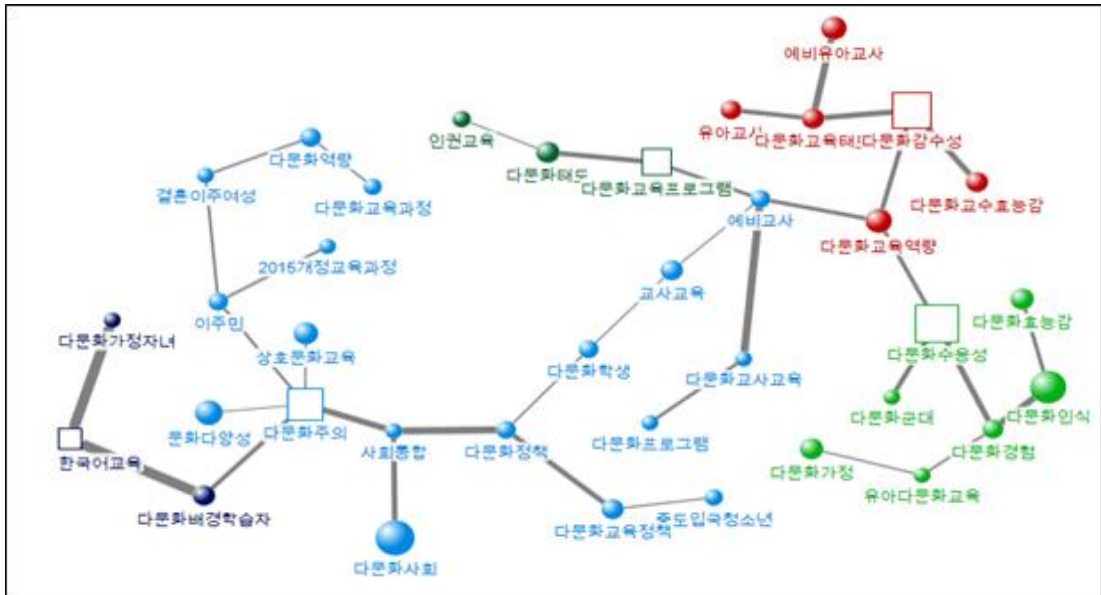 예비유아교사
인권교육
유아교사
다문화교육태도
다문화감수성
다문화역량
다문화태도
다문화교육프로그램
결혼이주여성
다문화교육과정
다문화교수효능감
예비교사
다문화교육역량
2015개정교육과정
교사교육
이주민
다문화가정자녀
다문화효능감
상호문화교육
다문화수용성
다문화학생
다문화교사교육
다문화군대
다문화인식
문화다양성
다문화주의
사회통합
다문화정책
다문화프로그램
다문화경험
한국어교육
다문화가정
유아다문화교육
다문화배경학습자
다문화교육정책
중도입국청소년
다문화사회